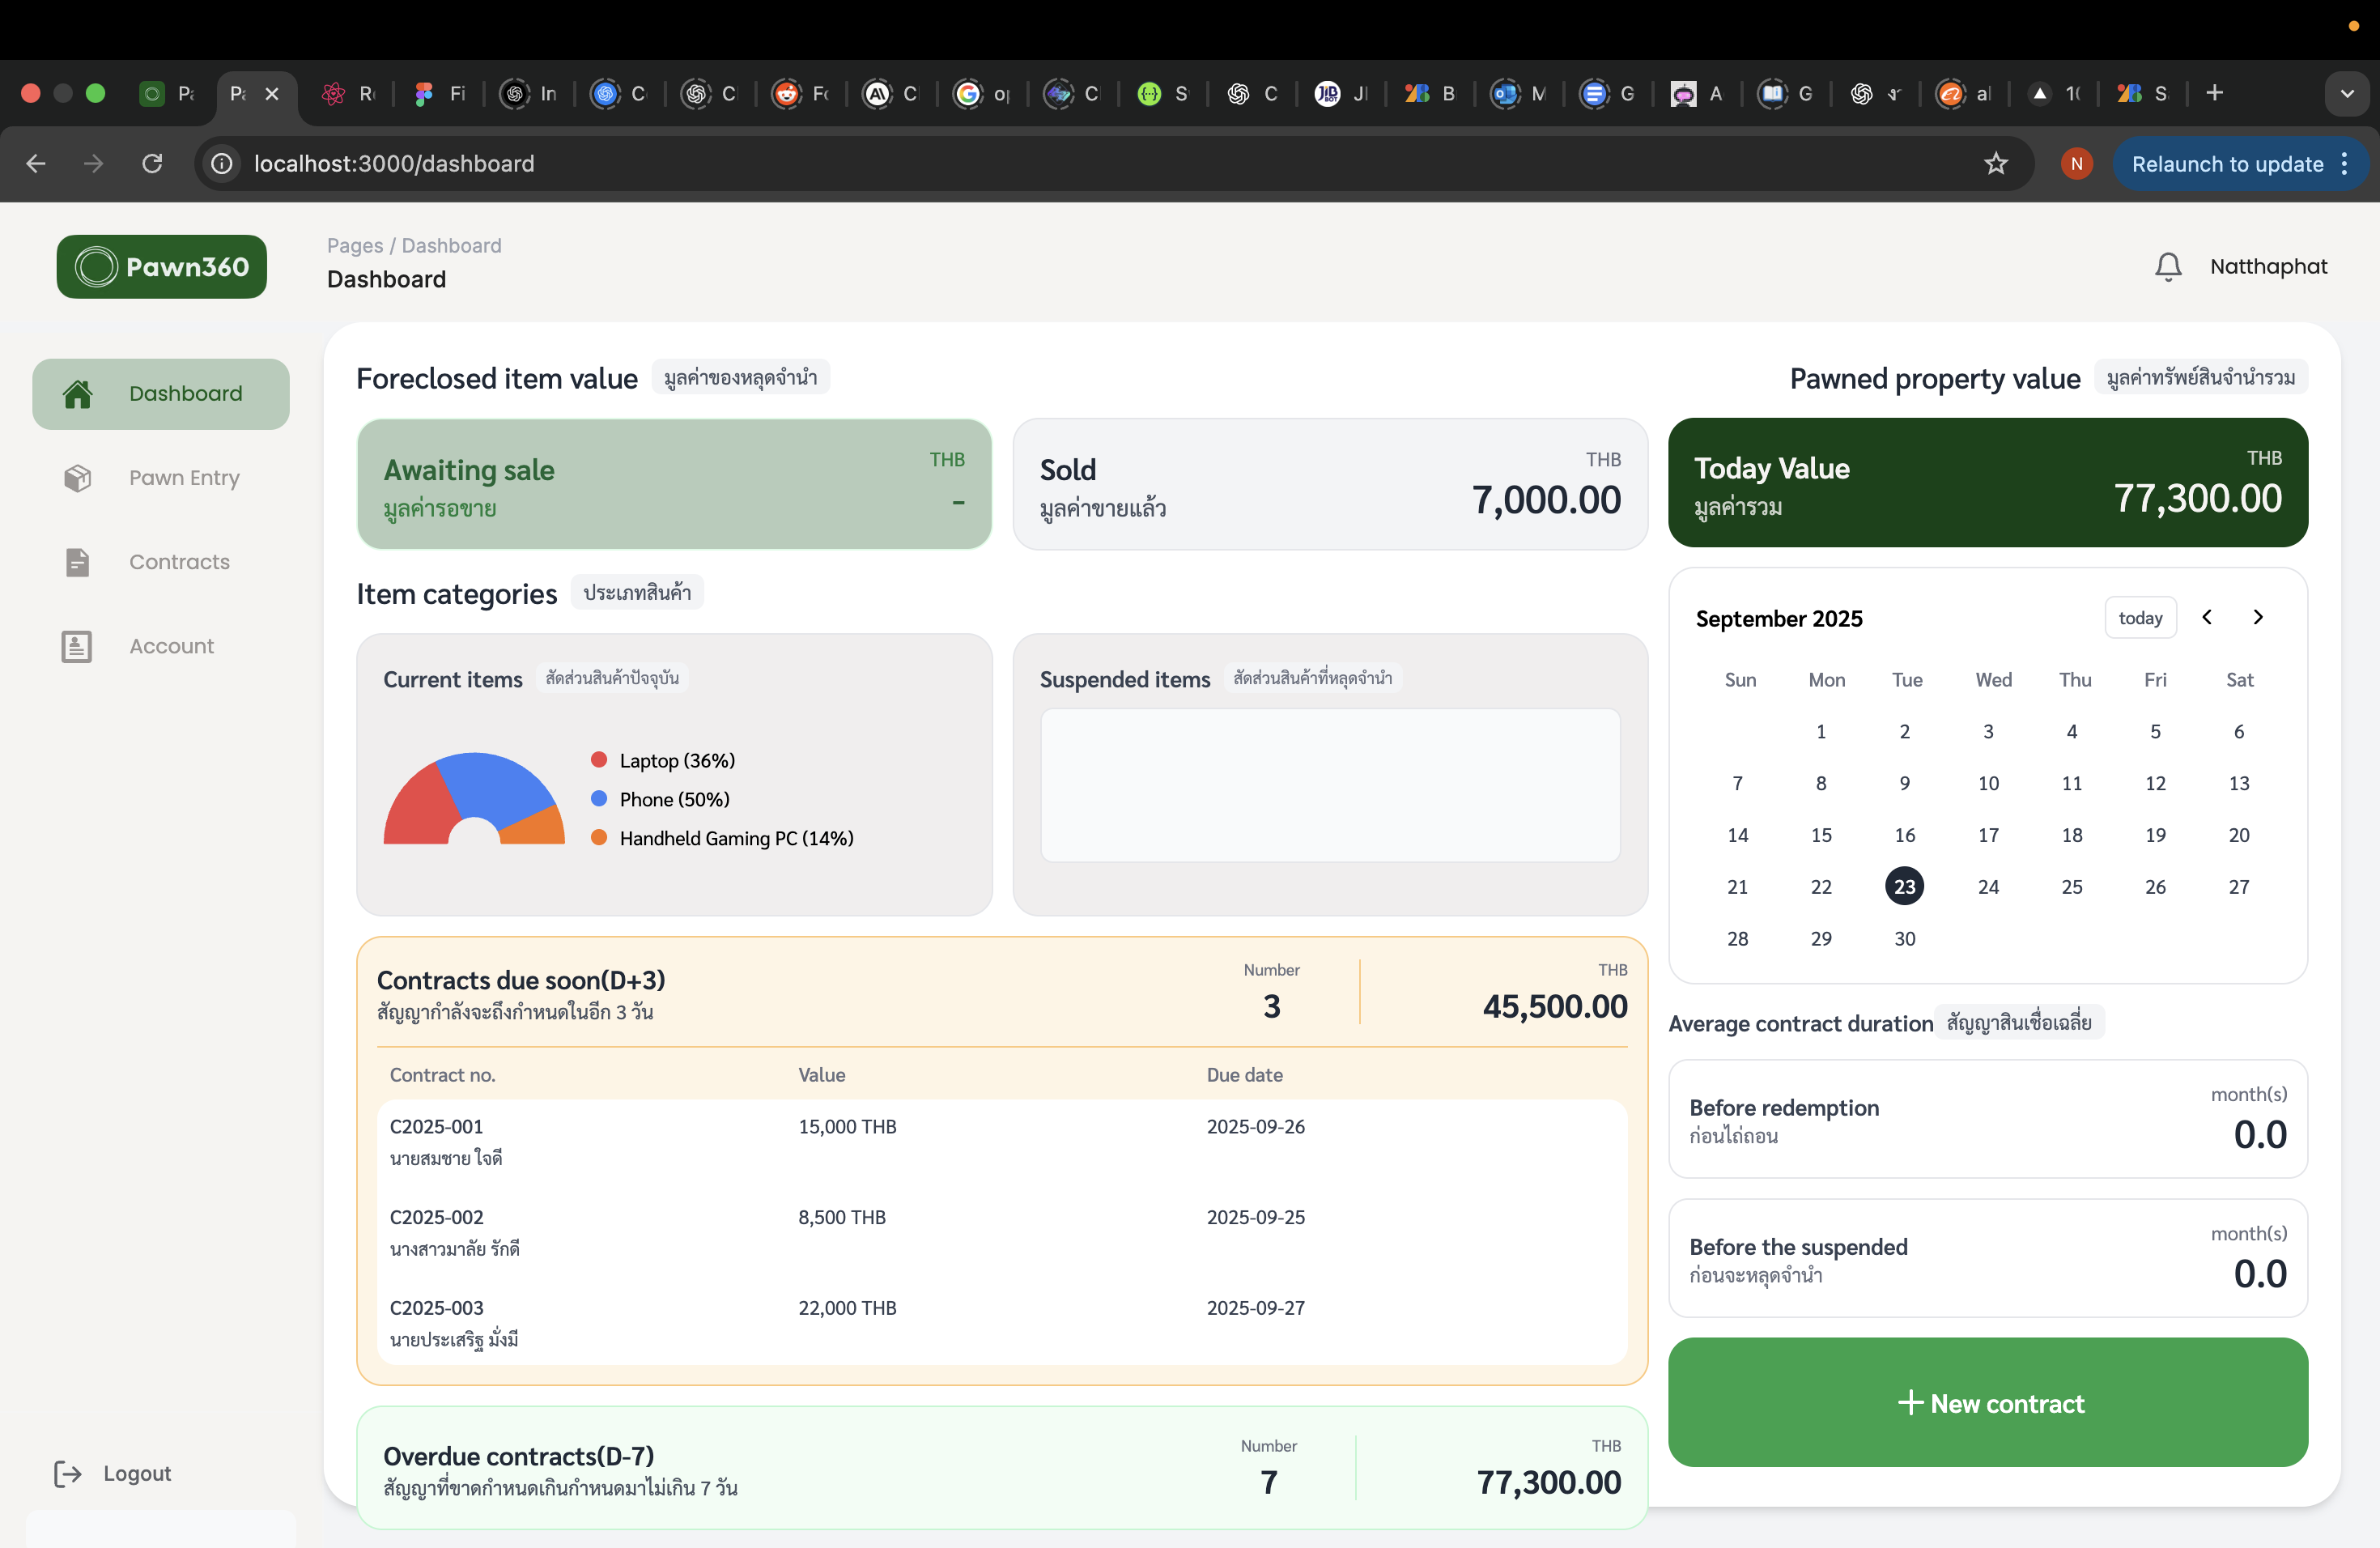 Pa
Pa
Re
Fi
In
C
C
Fo
C
op
C
S
C
JI
B
M
G
A
G
ง
al
10
S
localhost:3000/dashboard
N
Relaunch to update
Pawn360
Pages / Dashboard
Dashboard
Natthaphat
Dashboard
Pawn Entry
Contracts
Account
Logout
Foreclosed item value มูลค่าของหลุดจำนำ
Awaiting sale
มูลค่ารอขาย
THB
-
Sold
มูลค่าขายแล้ว
THB
7,000.00
Pawned property value มูลค่าทรัพย์สินจำนำรวม
Today Value
มูลค่ารวม
THB
77,300.00
Item categories ประเภทสินค้า
Current items สัดส่วนสินค้าปัจจุบัน
Laptop (36%)
Phone (50%)
Handheld Gaming PC (14%)
Suspended items สัดส่วนสินค้าที่หลุดจำนำ
September 2025 today
Sun Mon Tue Wed Thu Fri Sat
1 2 3 4 5 6
7 8 9 10 11 12 13
14 15 16 17 18 19 20
21 22 23 24 25 26 27
28 29 30
Contracts due soon(D+3)
สัญญากำลังจะถึงกำหนดในอีก 3 วัน
Number
3
THB
45,500.00
Contract no. Value Due date
C2025-001 15,000 THB 2025-09-26
นายสมชาย ใจดี
C2025-002 8,500 THB 2025-09-25
นางสาวมาลัย รักดี
C2025-003 22,000 THB 2025-09-27
นายประเสริฐ มั่งมี
Overdue contracts(D-7)
สัญญาที่ขาดกำหนดเกินกำหนดมาไม่เกิน 7 วัน
Number
7
THB
77,300.00
Average contract duration สัญญาสินเชื่อเฉลี่ย
Before redemption
ก่อนไถ่ถอน
month(s)
0.0
Before the suspended
ก่อนจะหลุดจำนำ
month(s)
0.0
New contract